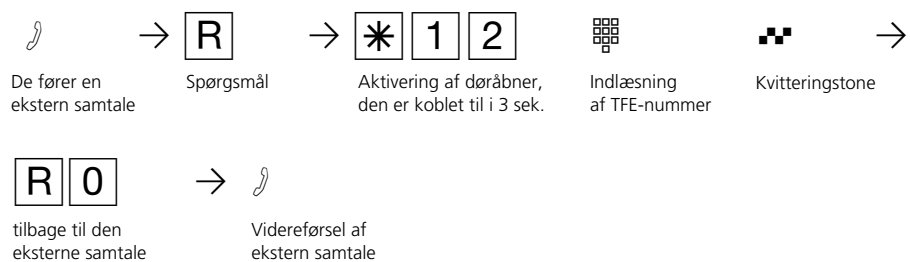 → R → ✱ 1 2 →
De fører en
ekstern samtale
Spørgsmål
Aktivering af døråbner,
den er koblet til i 3 sek.
Indlæsning
af TFE-nummer
Kvitteringstone
R 0 →
tilbage til den
eksterne samtale
Videreførsel af
ekstern samtale